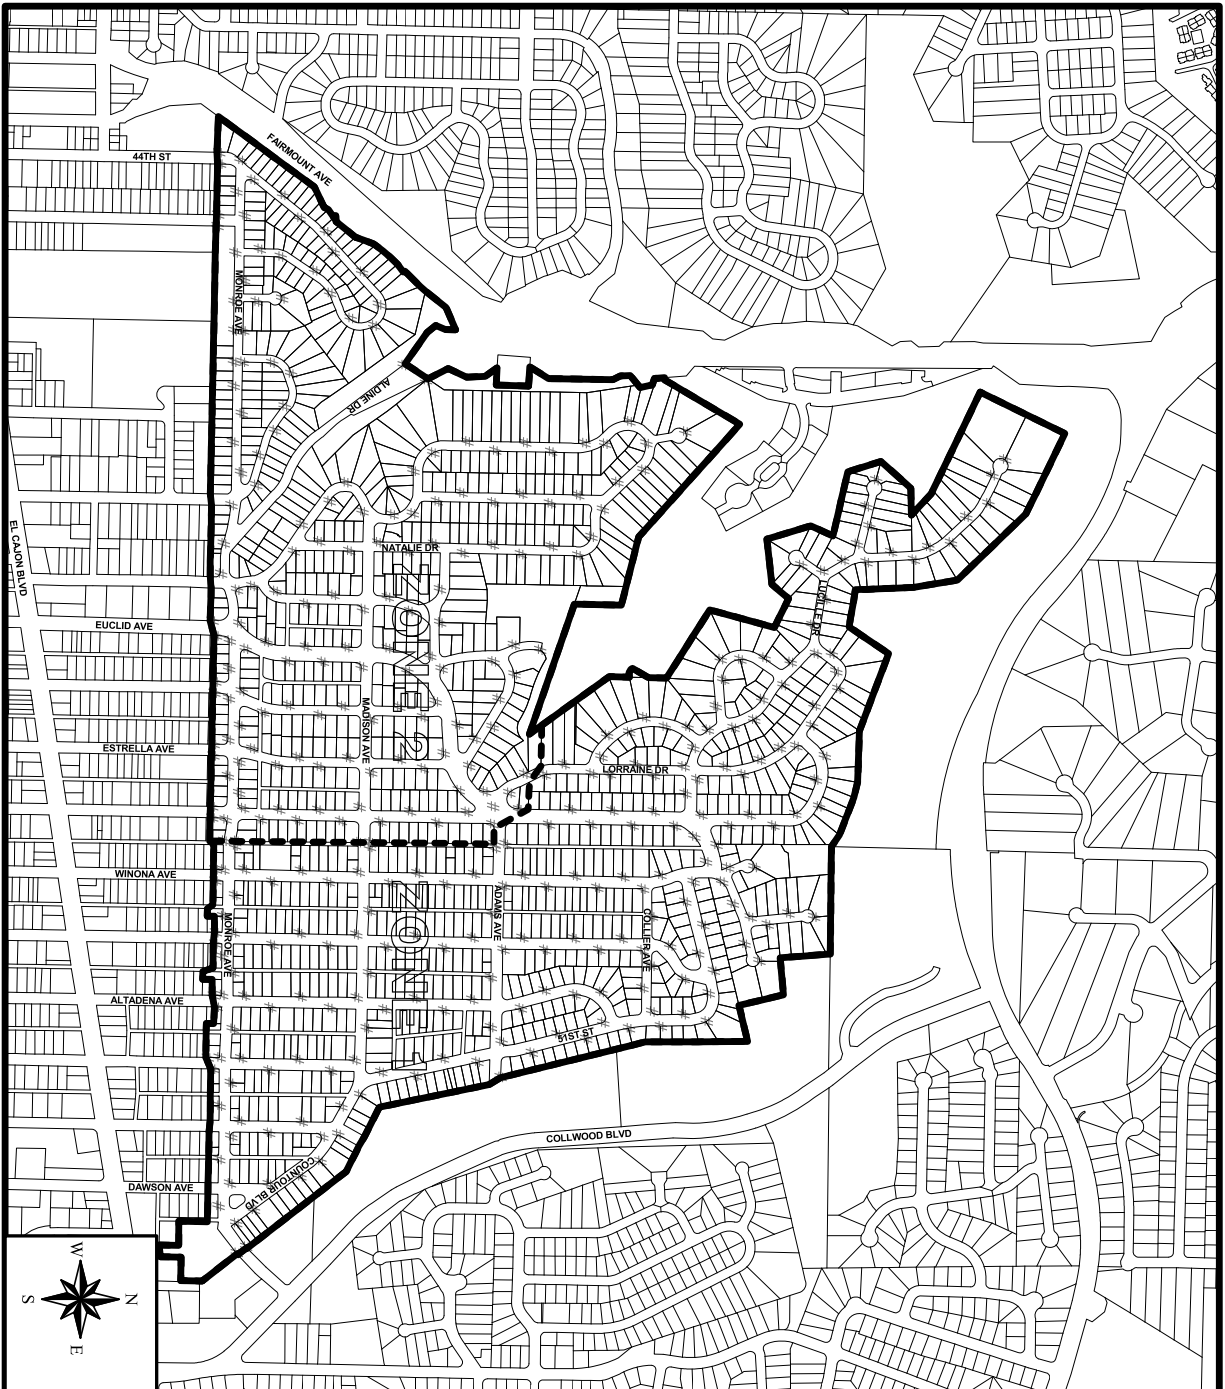 44TH ST
FAIRMOUNT AVE
MONROE AVE
ALDINE DR
EL CAJON BLVD
NATALIE DR
ZONE 2
LUCILLE DR
EUCLID AVE
MADISON AVE
ESTRELLA AVE
LORRAINE DR
WINONA AVE
MONROE AVE
ZONE 1
ADAMS AVE
COLLIER AVE
ALTADENA AVE
51ST ST
COLLWOOD BLVD
COUNTOUR BLVD
DAWSON AVE
W
N
S
E